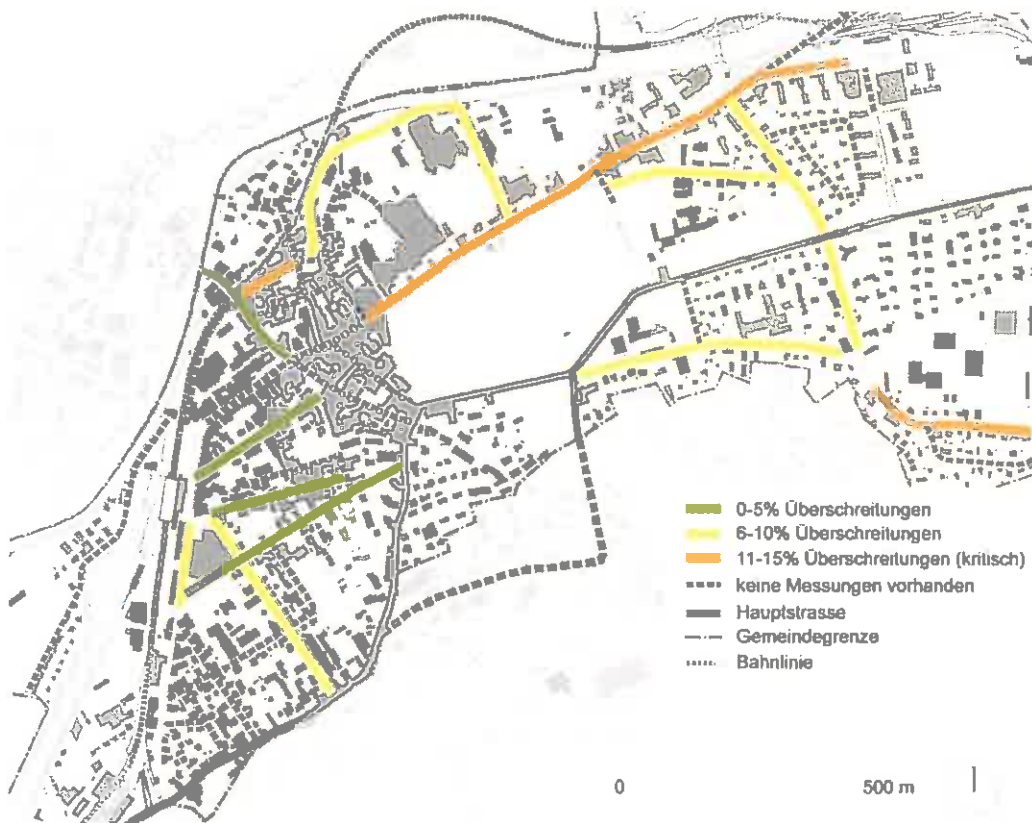 0-5% Überschreitungen
6-10% Überschreitungen
11-15% Überschreitungen (kritisch)
keine Messungen vorhanden
Hauptstrasse
Gemeindegrenze
Bahnlinie
0 500 m